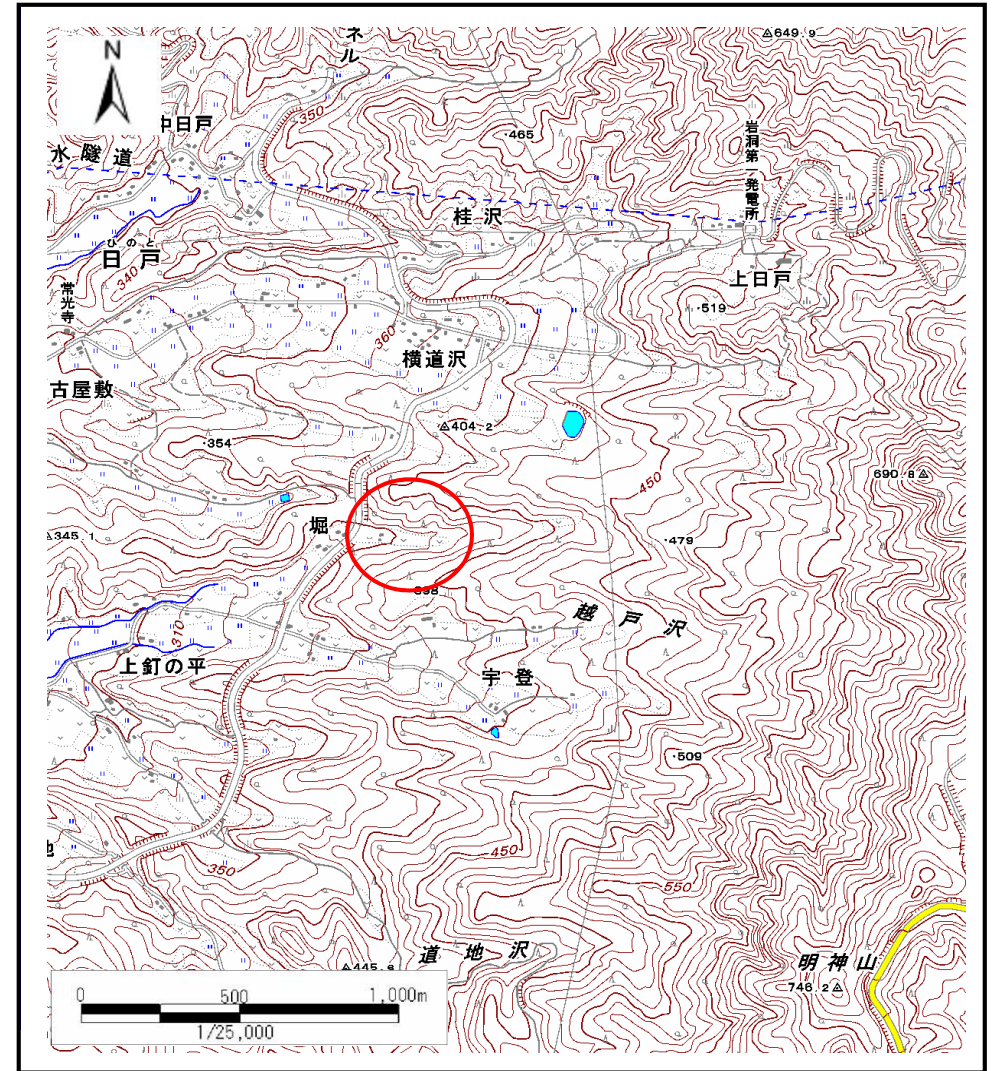 ネル
△649.9
N
中日戸
350
・465
岩洞第一発電所
水隧道
桂沢
ひのと
日戸
340
上日戸
常光寺
・519
360
横道沢
古屋敷
△404.2
・354
690.8△
450
堀
△345.1
・479
398
越戸沢
310
上釘の平
宇登
・509
450
350
550
道地沢
明神山
△445.8
746.2△
0 500 1,000m
1/25,000